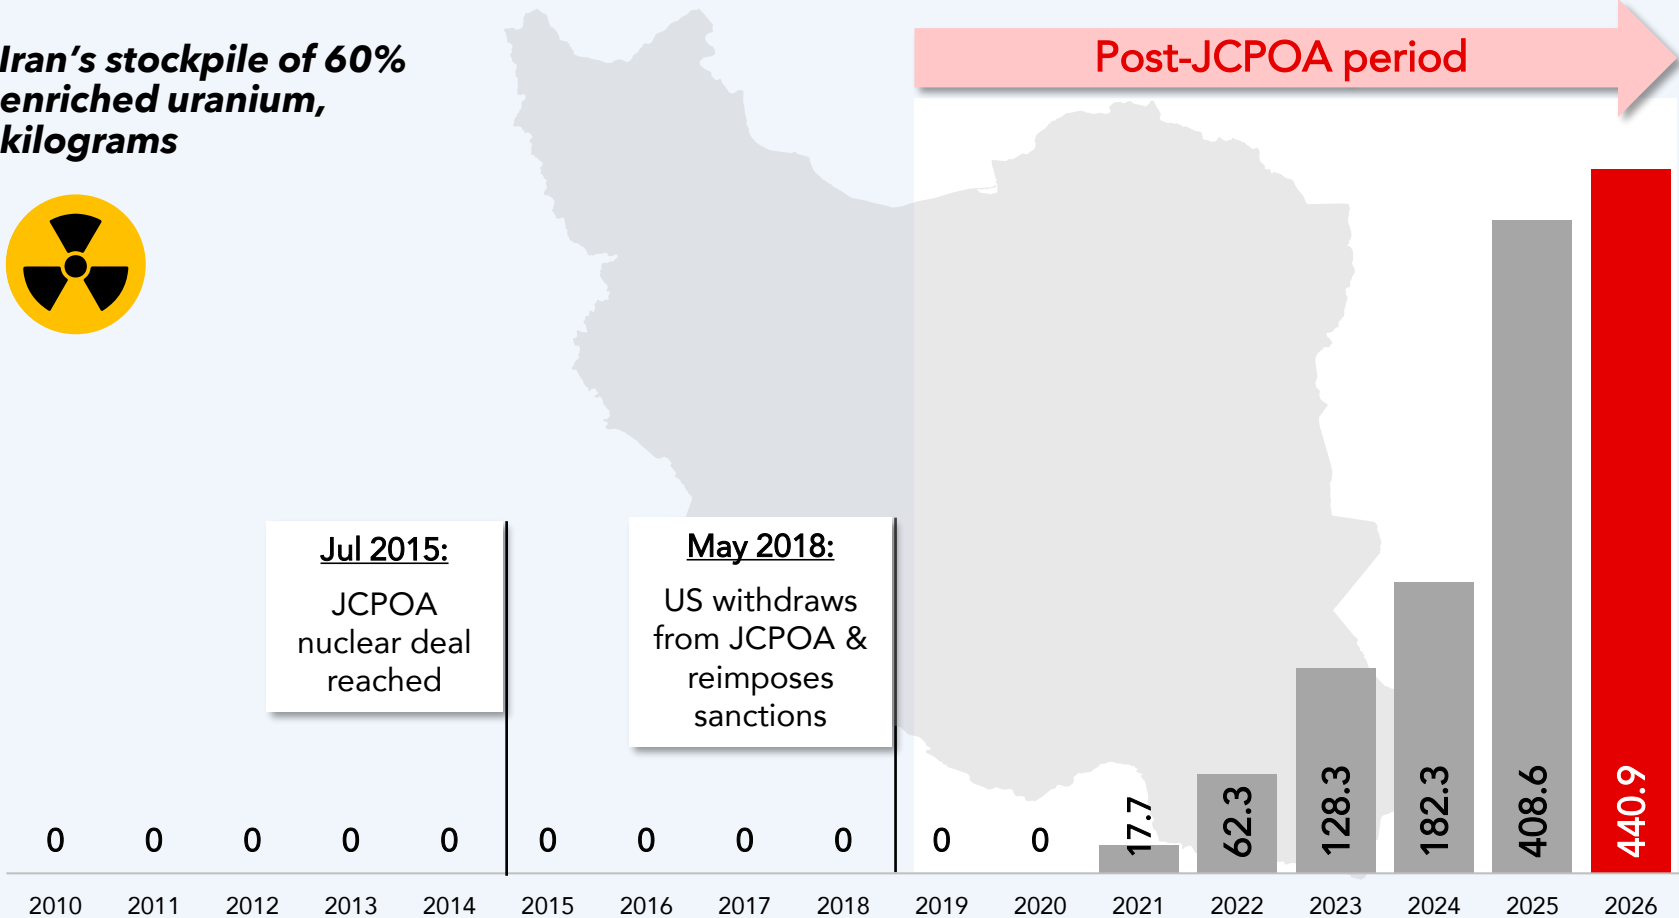 Iran's stockpile of 60%
enriched uranium,
kilograms
Post-JCPOA period
Jul 2015:
JCPOA
nuclear deal
reached
May 2018:
US withdraws
from JCPOA &
reimposes
sanctions
0 0 0 0 0 0 0 0 0 0 0 17.7 62.3 128.3 182.3 408.6 440.9
2010 2011 2012 2013 2014 2015 2016 2017 2018 2019 2020 2021 2022 2023 2024 2025 2026